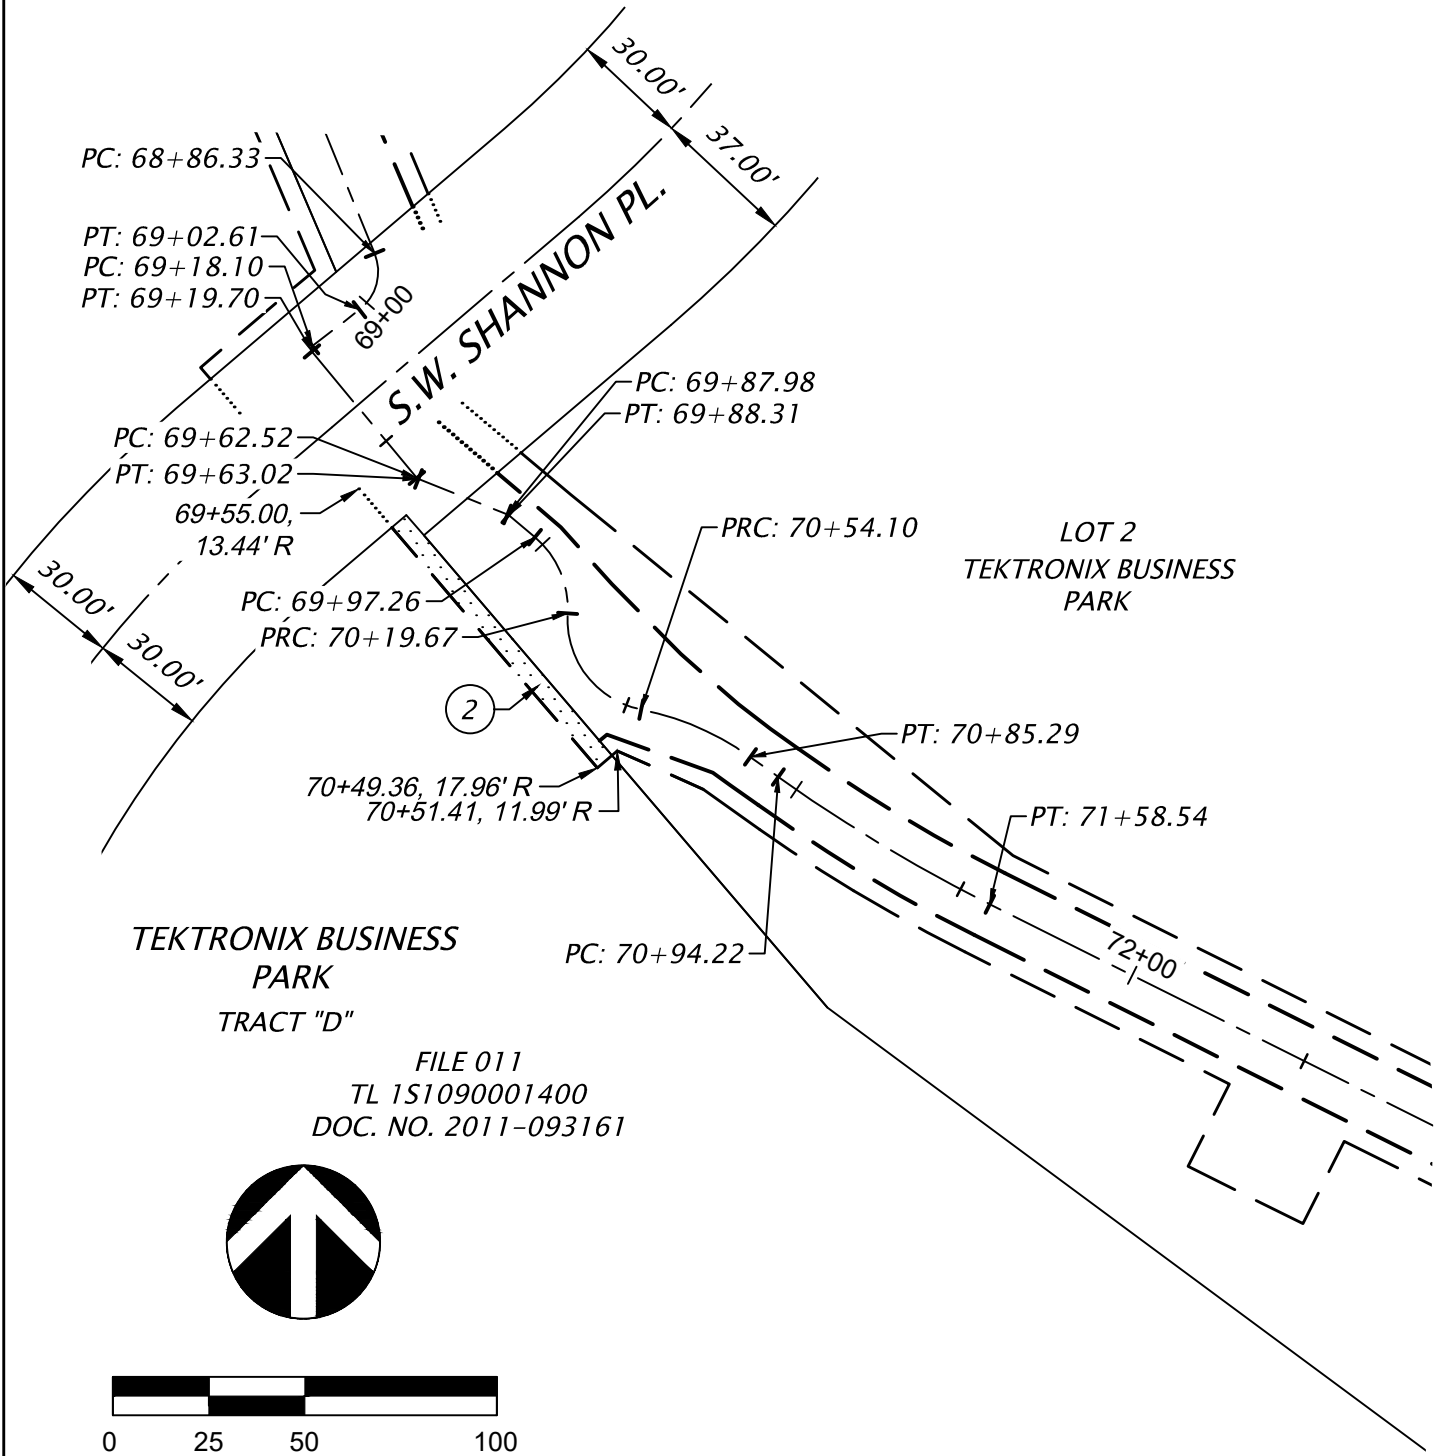 30.00'
37.00'
PC: 68+86.33
PT: 69+02.61
PC: 69+18.10
PT: 69+19.70
69+00
S.W. SHANNON PL.
PC: 69+87.98
PT: 69+88.31
PC: 69+62.52
PT: 69+63.02
69+55.00,
13.44' R
PRC: 70+54.10
LOT 2
TEKTRONIX BUSINESS
PARK
30.00'
30.00'
PC: 69+97.26
PRC: 70+19.67
2
PT: 70+85.29
70+49.36, 17.96' R
70+51.41, 11.99' R
PT: 71+58.54
PC: 70+94.22
72+00
TEKTRONIX BUSINESS
PARK
TRACT "D"
FILE 011
TL 1S1090001400
DOC. NO. 2011-093161
0 25 50 100